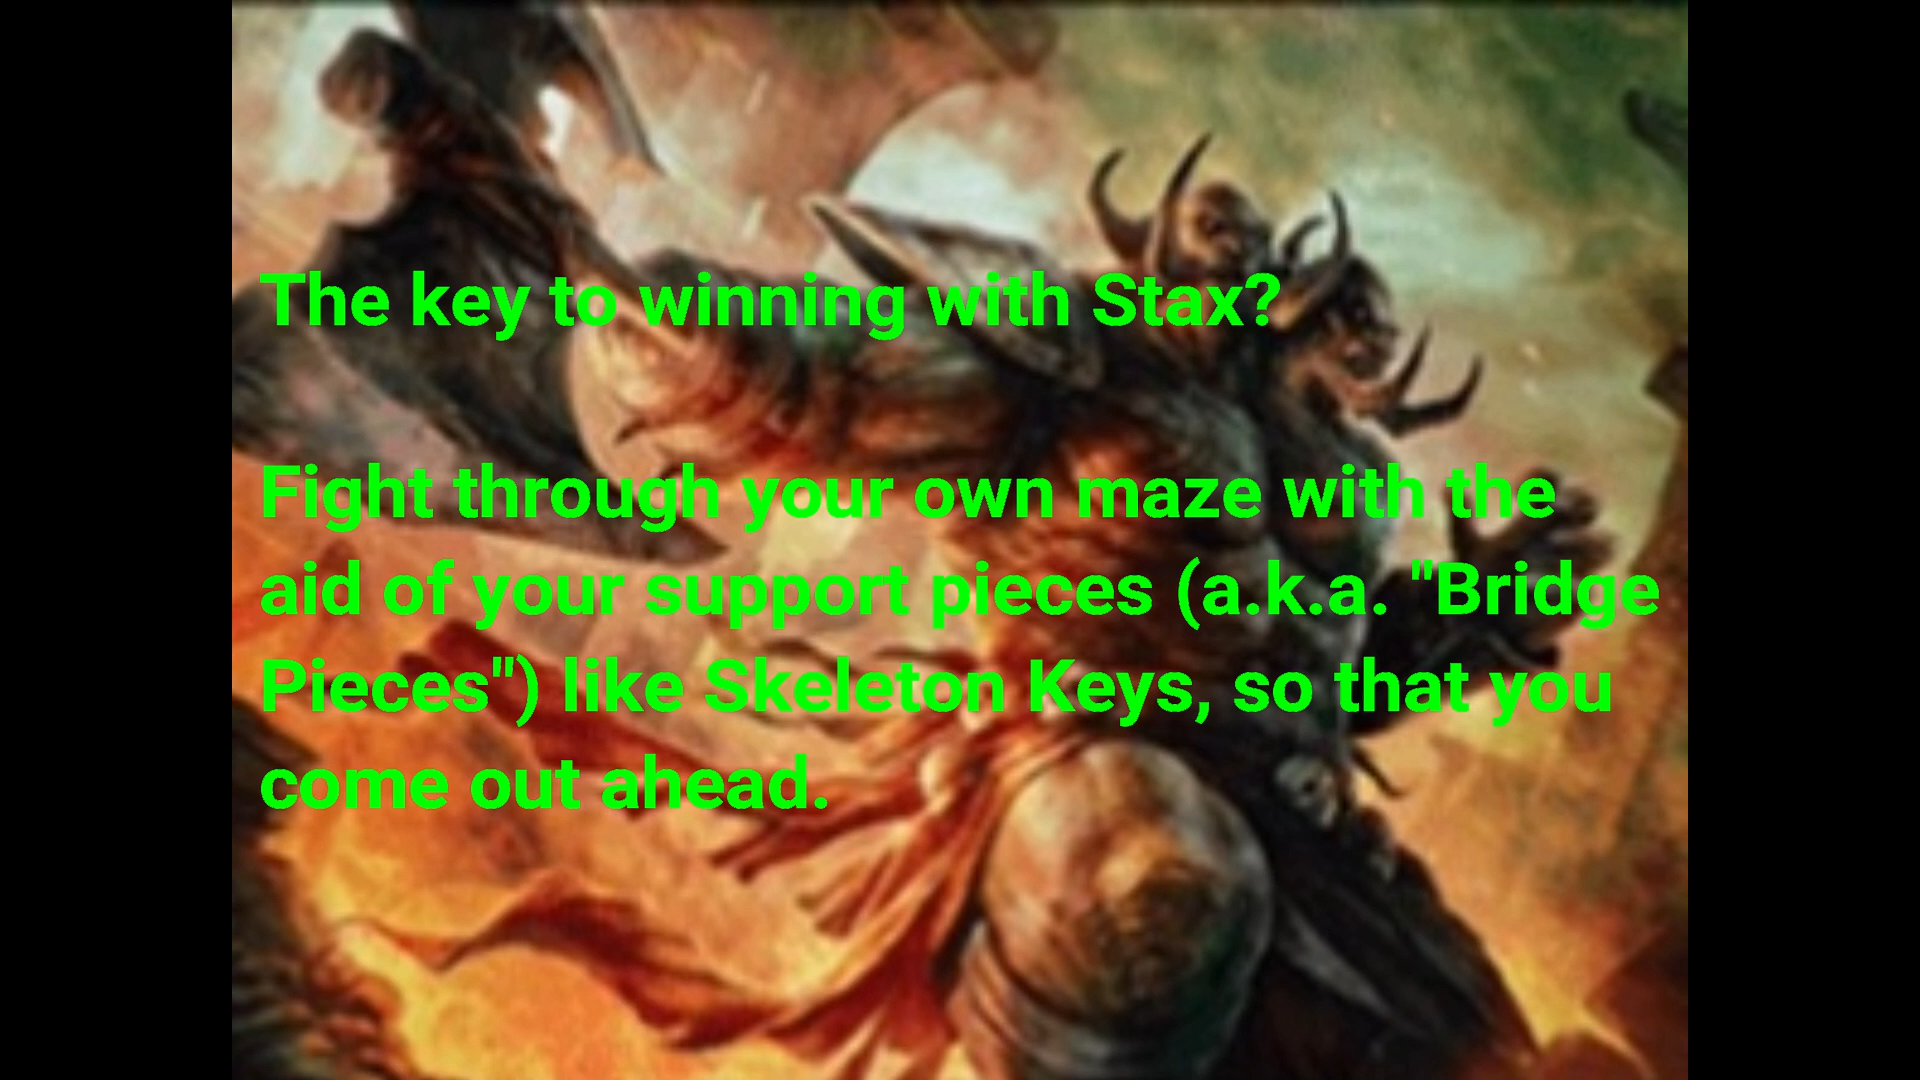 The key to winning with Stax?
Fight through your own maze with the
aid of your support pieces (a.k.a. "Bridge
Pieces") like Skeleton Keys, so that you
come out ahead.